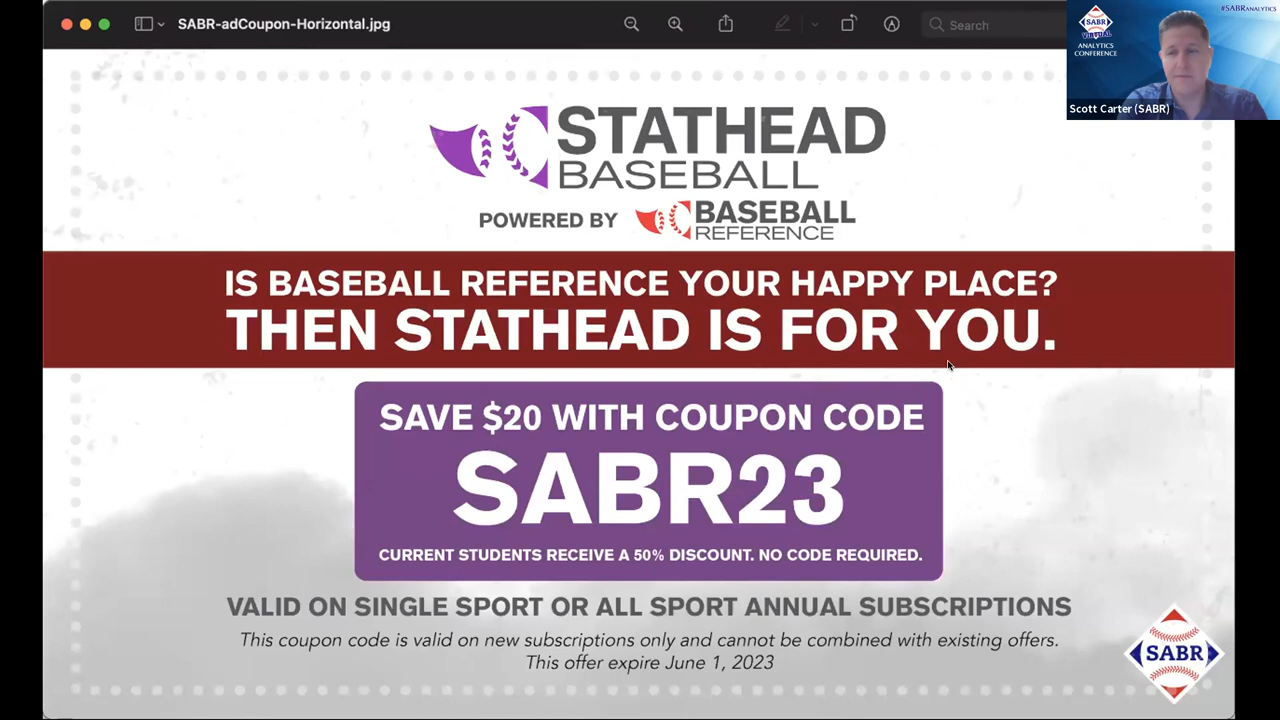 SABR-adCoupon-Horizontal.jpg
Search
#SABRANALYTICS
SABR
VIRTUAL
ANALYTICS
CONFERENCE
Scott Carter (SABR)
STATHEAD
BASEBALL
POWERED BY BASEBALL
REFERENCE
IS BASEBALL REFERENCE YOUR HAPPY PLACE?
THEN STATHEAD IS FOR YOU.
SAVE $20 WITH COUPON CODE
SABR23
CURRENT STUDENTS RECEIVE A 50% DISCOUNT. NO CODE REQUIRED.
VALID ON SINGLE SPORT OR ALL SPORT ANNUAL SUBSCRIPTIONS
This coupon code is valid on new subscriptions only and cannot be combined with existing offers.
This offer expire June 1, 2023
SABR